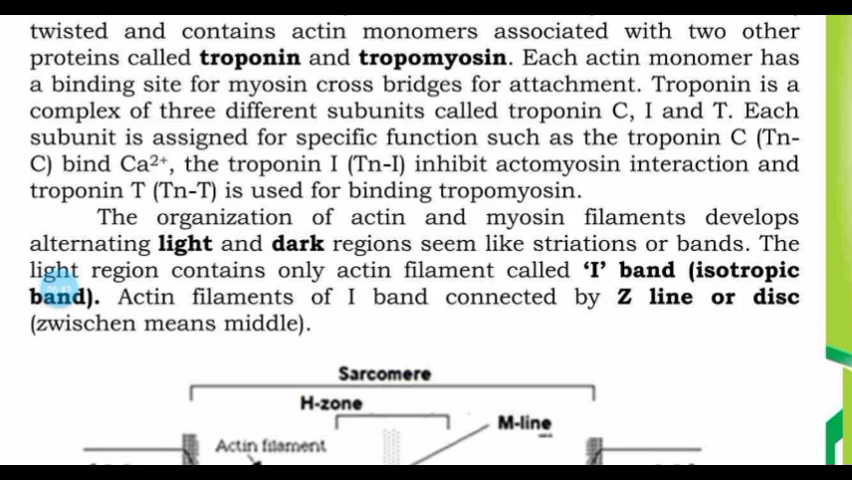 twisted and contains actin monomers associated with two other
proteins called troponin and tropomyosin. Each actin monomer has
a binding site for myosin cross bridges for attachment. Troponin is a
complex of three different subunits called troponin C, I and T. Each
subunit is assigned for specific function such as the troponin C (Tn-
C) bind Ca²⁺, the troponin I (Tn-I) inhibit actomyosin interaction and
troponin T (Tn-T) is used for binding tropomyosin.
The organization of actin and myosin filaments develops
alternating light and dark regions seem like striations or bands. The
light region contains only actin filament called ‘I’ band (isotropic
band). Actin filaments of I band connected by Z line or disc
(zwischen means middle).
Sarcomere
H-zone
M-line
Actin filament